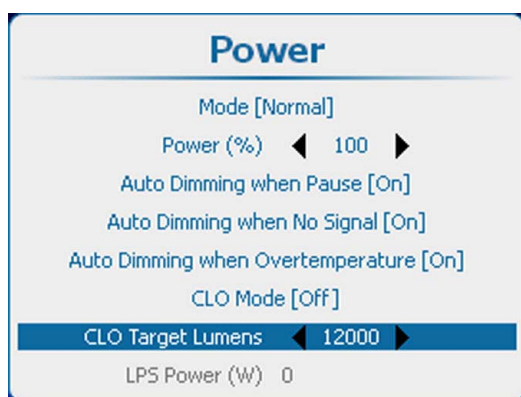 Power
Mode [Normal]
Power (%) 100
Auto Dimming when Pause [On]
Auto Dimming when No Signal [On]
Auto Dimming when Overtemperature [On]
CLO Mode [Off]
CLO Target Lumens 12000
LPS Power (W) 0